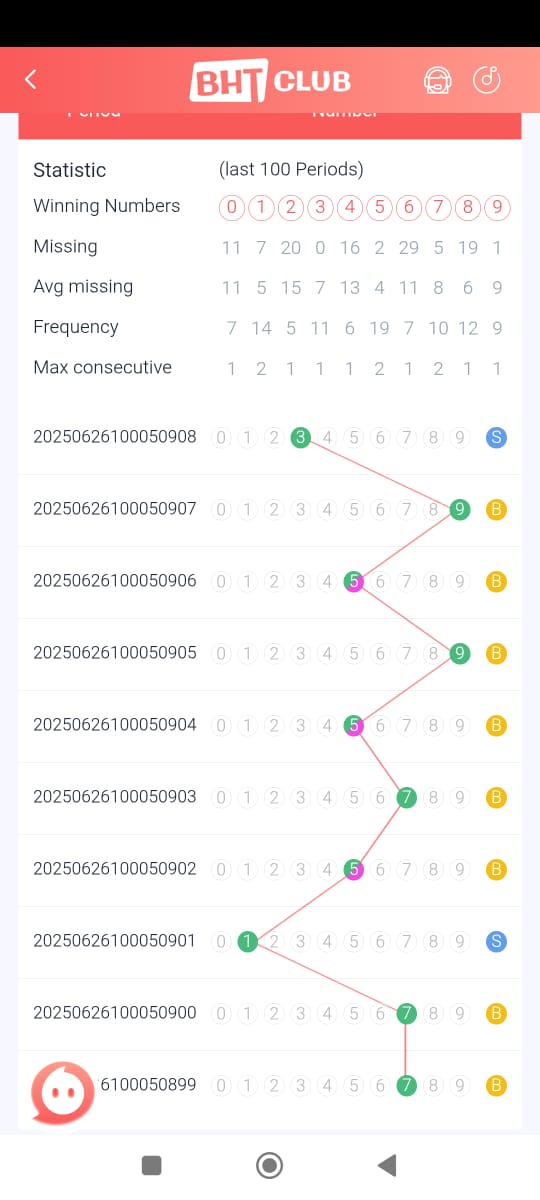 BHT CLUB
Period Number
Statistic (last 100 Periods)
Winning Numbers 0 1 2 3 4 5 6 7 8 9
Missing 11 7 20 0 16 2 29 5 19 1
Avg missing 11 5 15 7 13 4 11 8 6 9
Frequency 7 14 5 11 6 19 7 10 12 9
Max consecutive 1 2 1 1 1 2 1 2 1 1
20250626100050908 0 1 2 3 4 5 6 7 8 9 S
20250626100050907 0 1 2 3 4 5 6 7 8 9 B
20250626100050906 0 1 2 3 4 5 6 7 8 9 B
20250626100050905 0 1 2 3 4 5 6 7 8 9 B
20250626100050904 0 1 2 3 4 5 6 7 8 9 B
20250626100050903 0 1 2 3 4 5 6 7 8 9 B
20250626100050902 0 1 2 3 4 5 6 7 8 9 B
20250626100050901 0 1 2 3 4 5 6 7 8 9 S
20250626100050900 0 1 2 3 4 5 6 7 8 9 B
6100050899 0 1 2 3 4 5 6 7 8 9 B